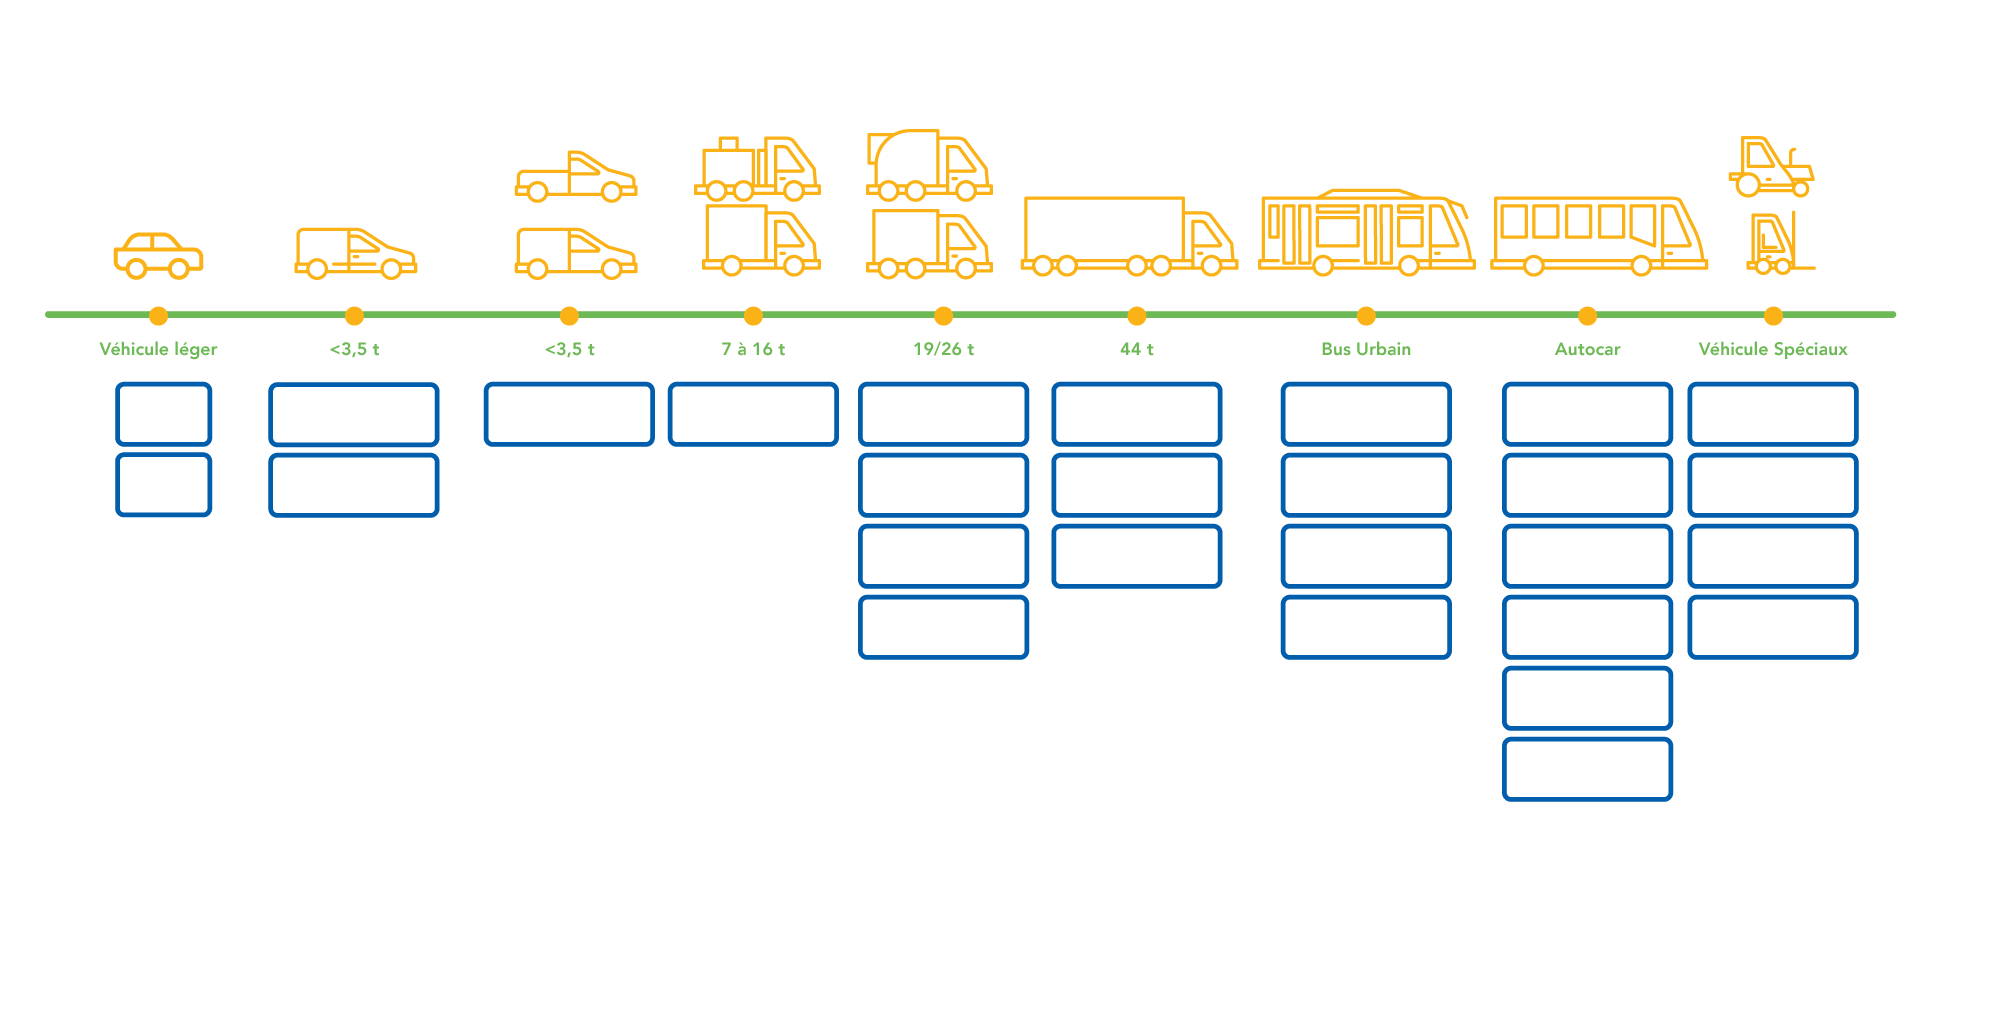 Véhicule léger
<3,5 t
<3,5 t
7 à 16 t
19/26 t
44 t
Bus Urbain
Autocar
Véhicule Spéciaux